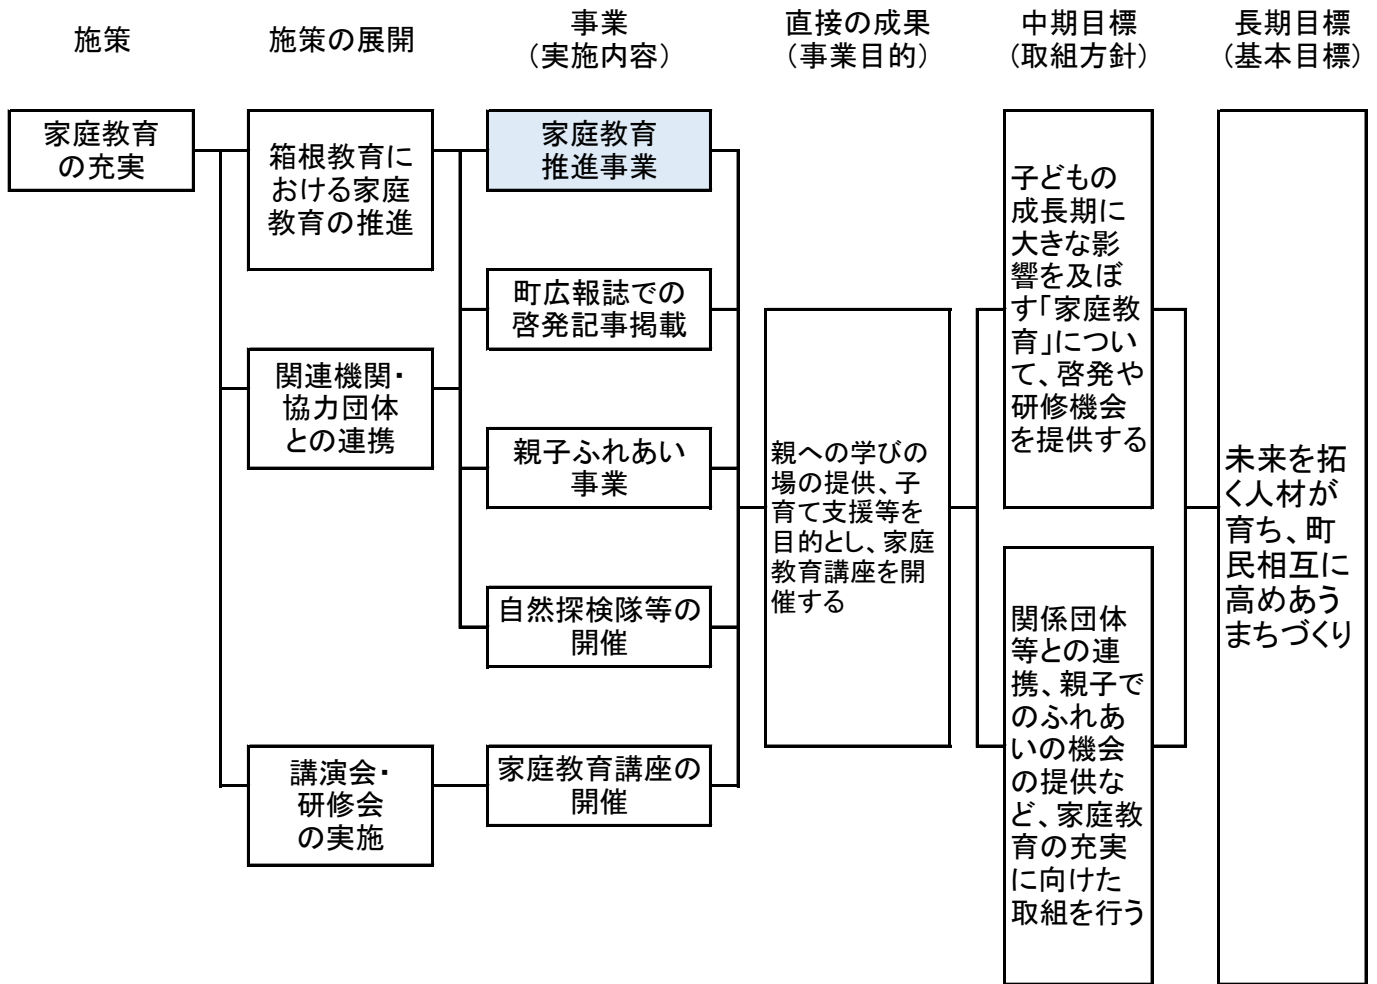 施策
施策の展開
事業
（実施内容）
直接の成果
（事業目的）
中期目標
（取組方針）
長期目標
（基本目標）
家庭教育
の充実
箱根教育に
おける家庭
教育の推進
関連機関・
協力団体
との連携
講演会・
研修会
の実施
家庭教育
推進事業
町広報誌での
啓発記事掲載
親子ふれあい
事業
自然探検隊等の
開催
家庭教育講座の
開催
親への学びの
場の提供、子
育て支援等を
目的とし、家庭
教育講座を開
催する
子どもの
成長期に
大きな影
響を及ぼ
す「家庭教
育」につい
て、啓発や
研修機会
を提供する
関係団体
等との連
携、親子で
のふれあ
いの機会
の提供な
ど、家庭教
育の充実
に向けた
取組を行う
未来を拓
く人材が
育ち、町
民相互に
高めあう
まちづくり